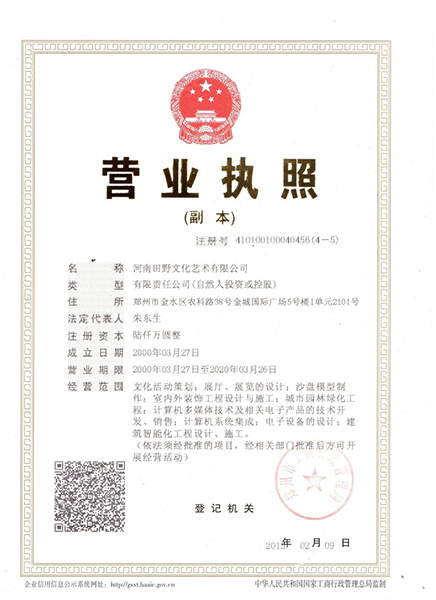 营业执照
(副 本)
注册号 410100100040456(4-5)
名 称 河南田野文化艺术有限公司
类 型 有限责任公司(自然人投资或控股)
住 所 郑州市金水区农科路38号金城国际广场5号楼1单元2101号
法定代表人 朱东生
注册资本 陆仟万圆整
成立日期 2000年03月27日
营业期限 2000年03月27日至2020年03月26日
经营范围 文化活动策划；展厅、展览的设计；沙盘模型制
作；室内外装饰工程设计与施工；城市园林绿化工
程；计算机多媒体技术及相关电子产品的技术开
发、销售；计算机系统集成；电子设备的设计；建
筑智能化工程设计、施工。
(依法须经批准的项目，经相关部门批准后方可开
展经营活动)
登记机关
2015年 02月 09日
企业信用信息公示系统网址：http://gsxt.haaic.gov.cn
中华人民共和国国家工商行政管理总局监制